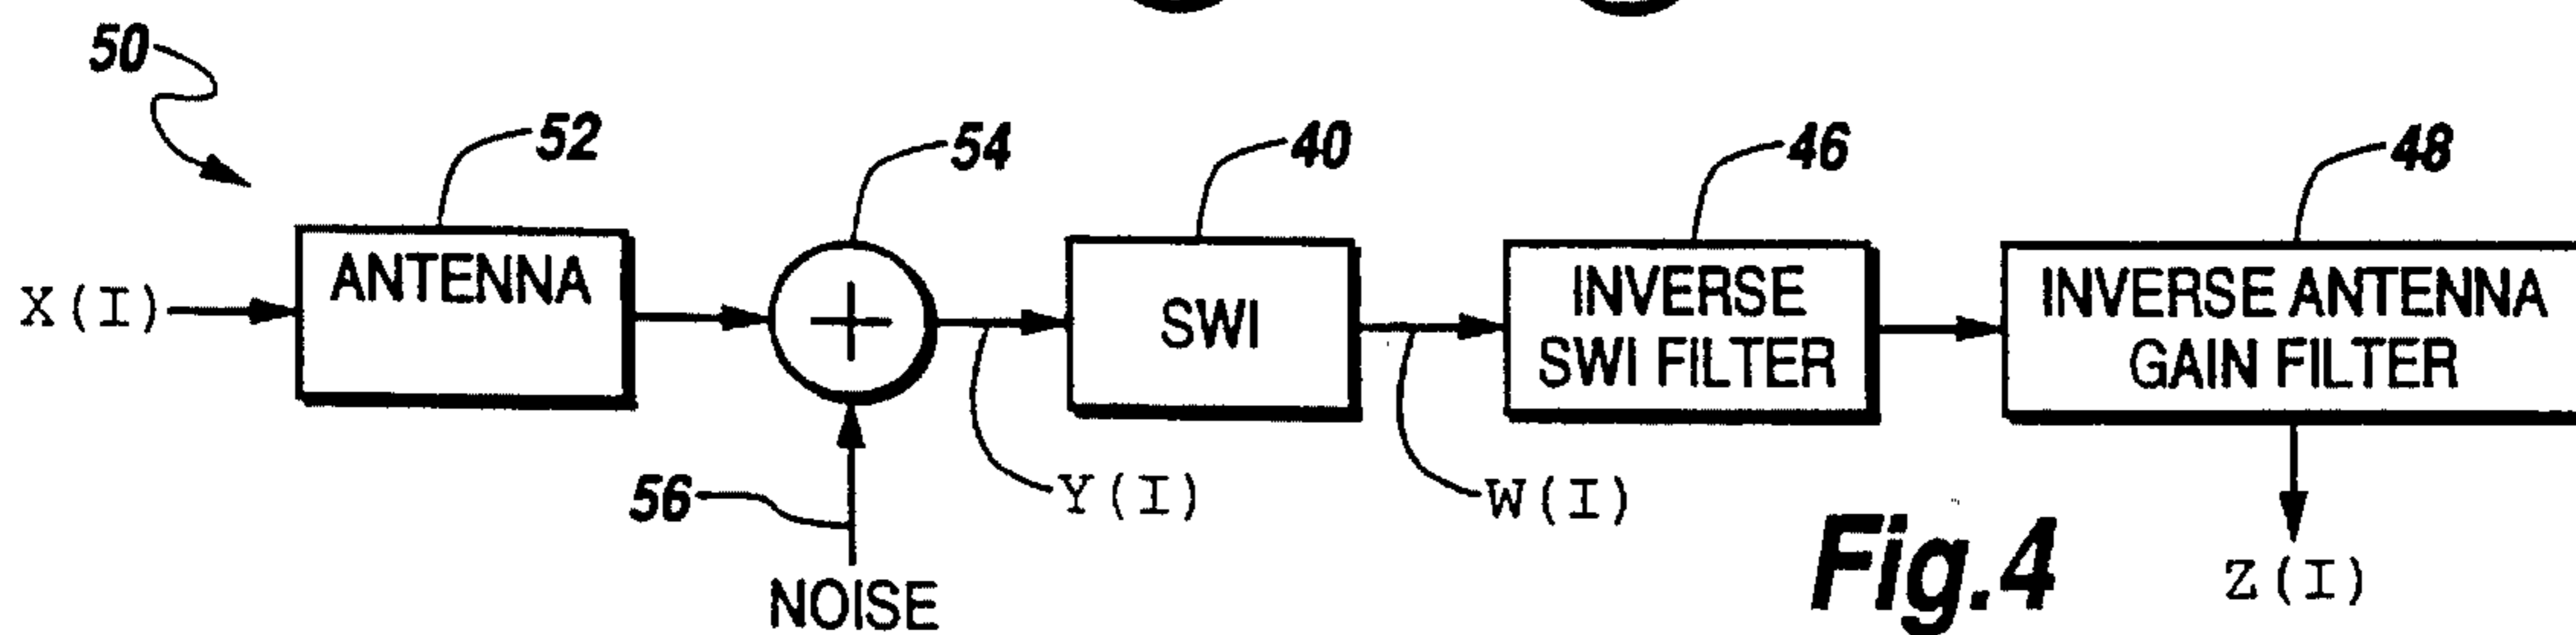 50
52
54
40
46
48
X(I)
ANTENNA
+
SWI
INVERSE
SWI FILTER
INVERSE ANTENNA
GAIN FILTER
56
NOISE
Y(I)
W(I)
Z(I)
Fig.4